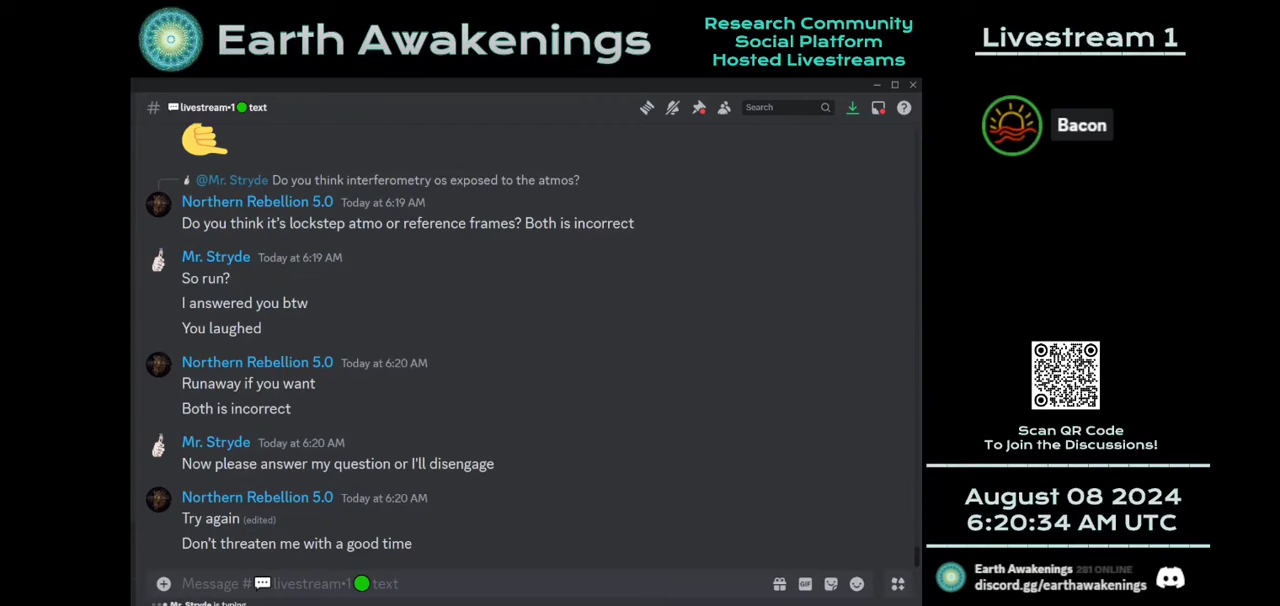 Earth Awakenings
Research Community
Social Platform
Hosted Livestreams
Livestream 1
# livestream•1 text
Search
Bacon
@Mr. Stryde Do you think interferometry os exposed to the atmos?
Northern Rebellion 5.0 Today at 6:19 AM
Do you think it's lockstep atmo or reference frames? Both is incorrect
Mr. Stryde Today at 6:19 AM
So run?
I answered you btw
You laughed
Northern Rebellion 5.0 Today at 6:20 AM
Runaway if you want
Both is incorrect
Mr. Stryde Today at 6:20 AM
Now please answer my question or I'll disengage
Northern Rebellion 5.0 Today at 6:20 AM
Try again (edited)
Don't threaten me with a good time
Message # livestream•1 text
GIF
Mr. Stryde is typing
Scan QR Code
To Join the Discussions!
August 08 2024
6:20:34 AM UTC
Earth Awakenings 281 ONLINE
discord.gg/earthawakenings